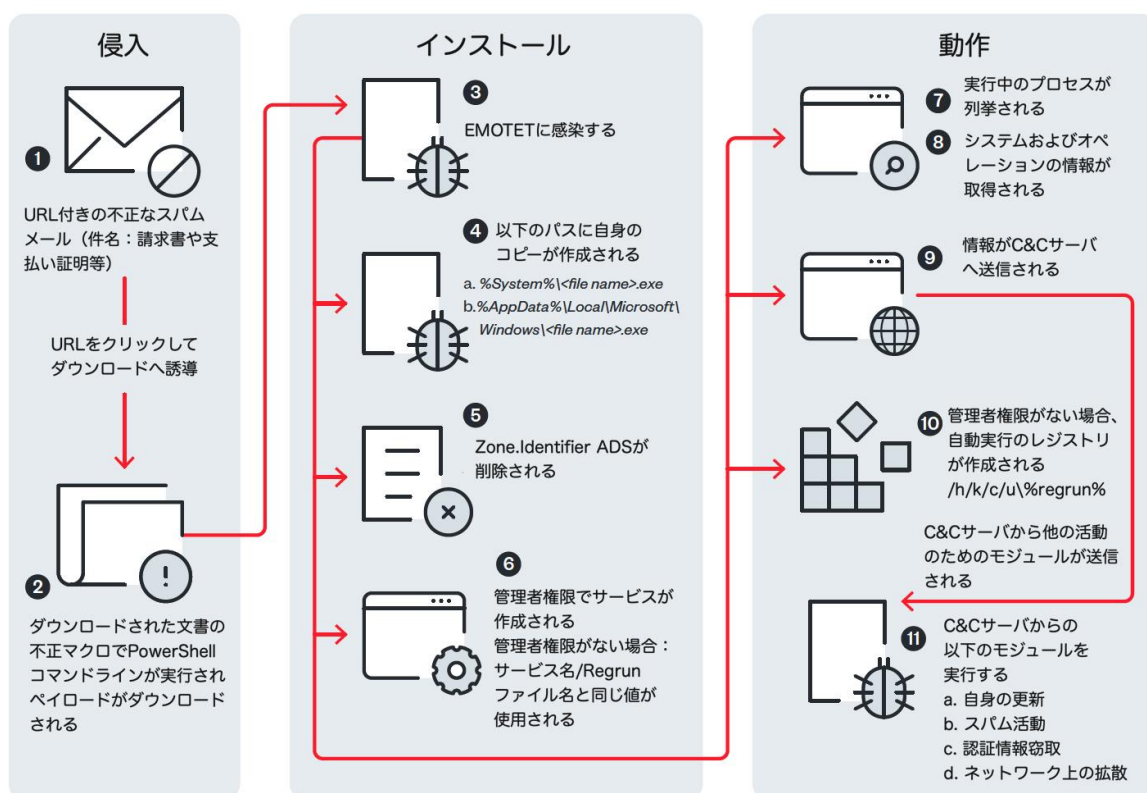 侵入
1
URL付きの不正なスパム
メール（件名：請求書や支
払い証明等）
URLをクリックして
ダウンロードへ誘導
2
ダウンロードされた文書の
不正マクロでPowerShell
コマンドラインが実行され
ペイロードがダウンロード
される
インストール
3
EMOTETに感染する
4 以下のパスに自身の
コピーが作成される
a. %System%\<file name>.exe
b.%AppData%\Local\Microsoft\
Windows\<file name>.exe
5
Zone.Identifier ADSが
削除される
6
管理者権限でサービスが
作成される
管理者権限がない場合：
サービス名/Regrun
ファイル名と同じ値が
使用される
動作
7 実行中のプロセスが
列挙される
8 システムおよびオペ
レーションの情報が
取得される
9 情報がC&Cサーバ
へ送信される
10 管理者権限がない場合、
自動実行のレジストリ
が作成される
/h/k/c/u\%regrun%
C&Cサーバから他の活動
のためのモジュールが送信
される
11 C&Cサーバからの
以下のモジュールを
実行する
a. 自身の更新
b. スパム活動
c. 認証情報窃取
d. ネットワーク上の拡散